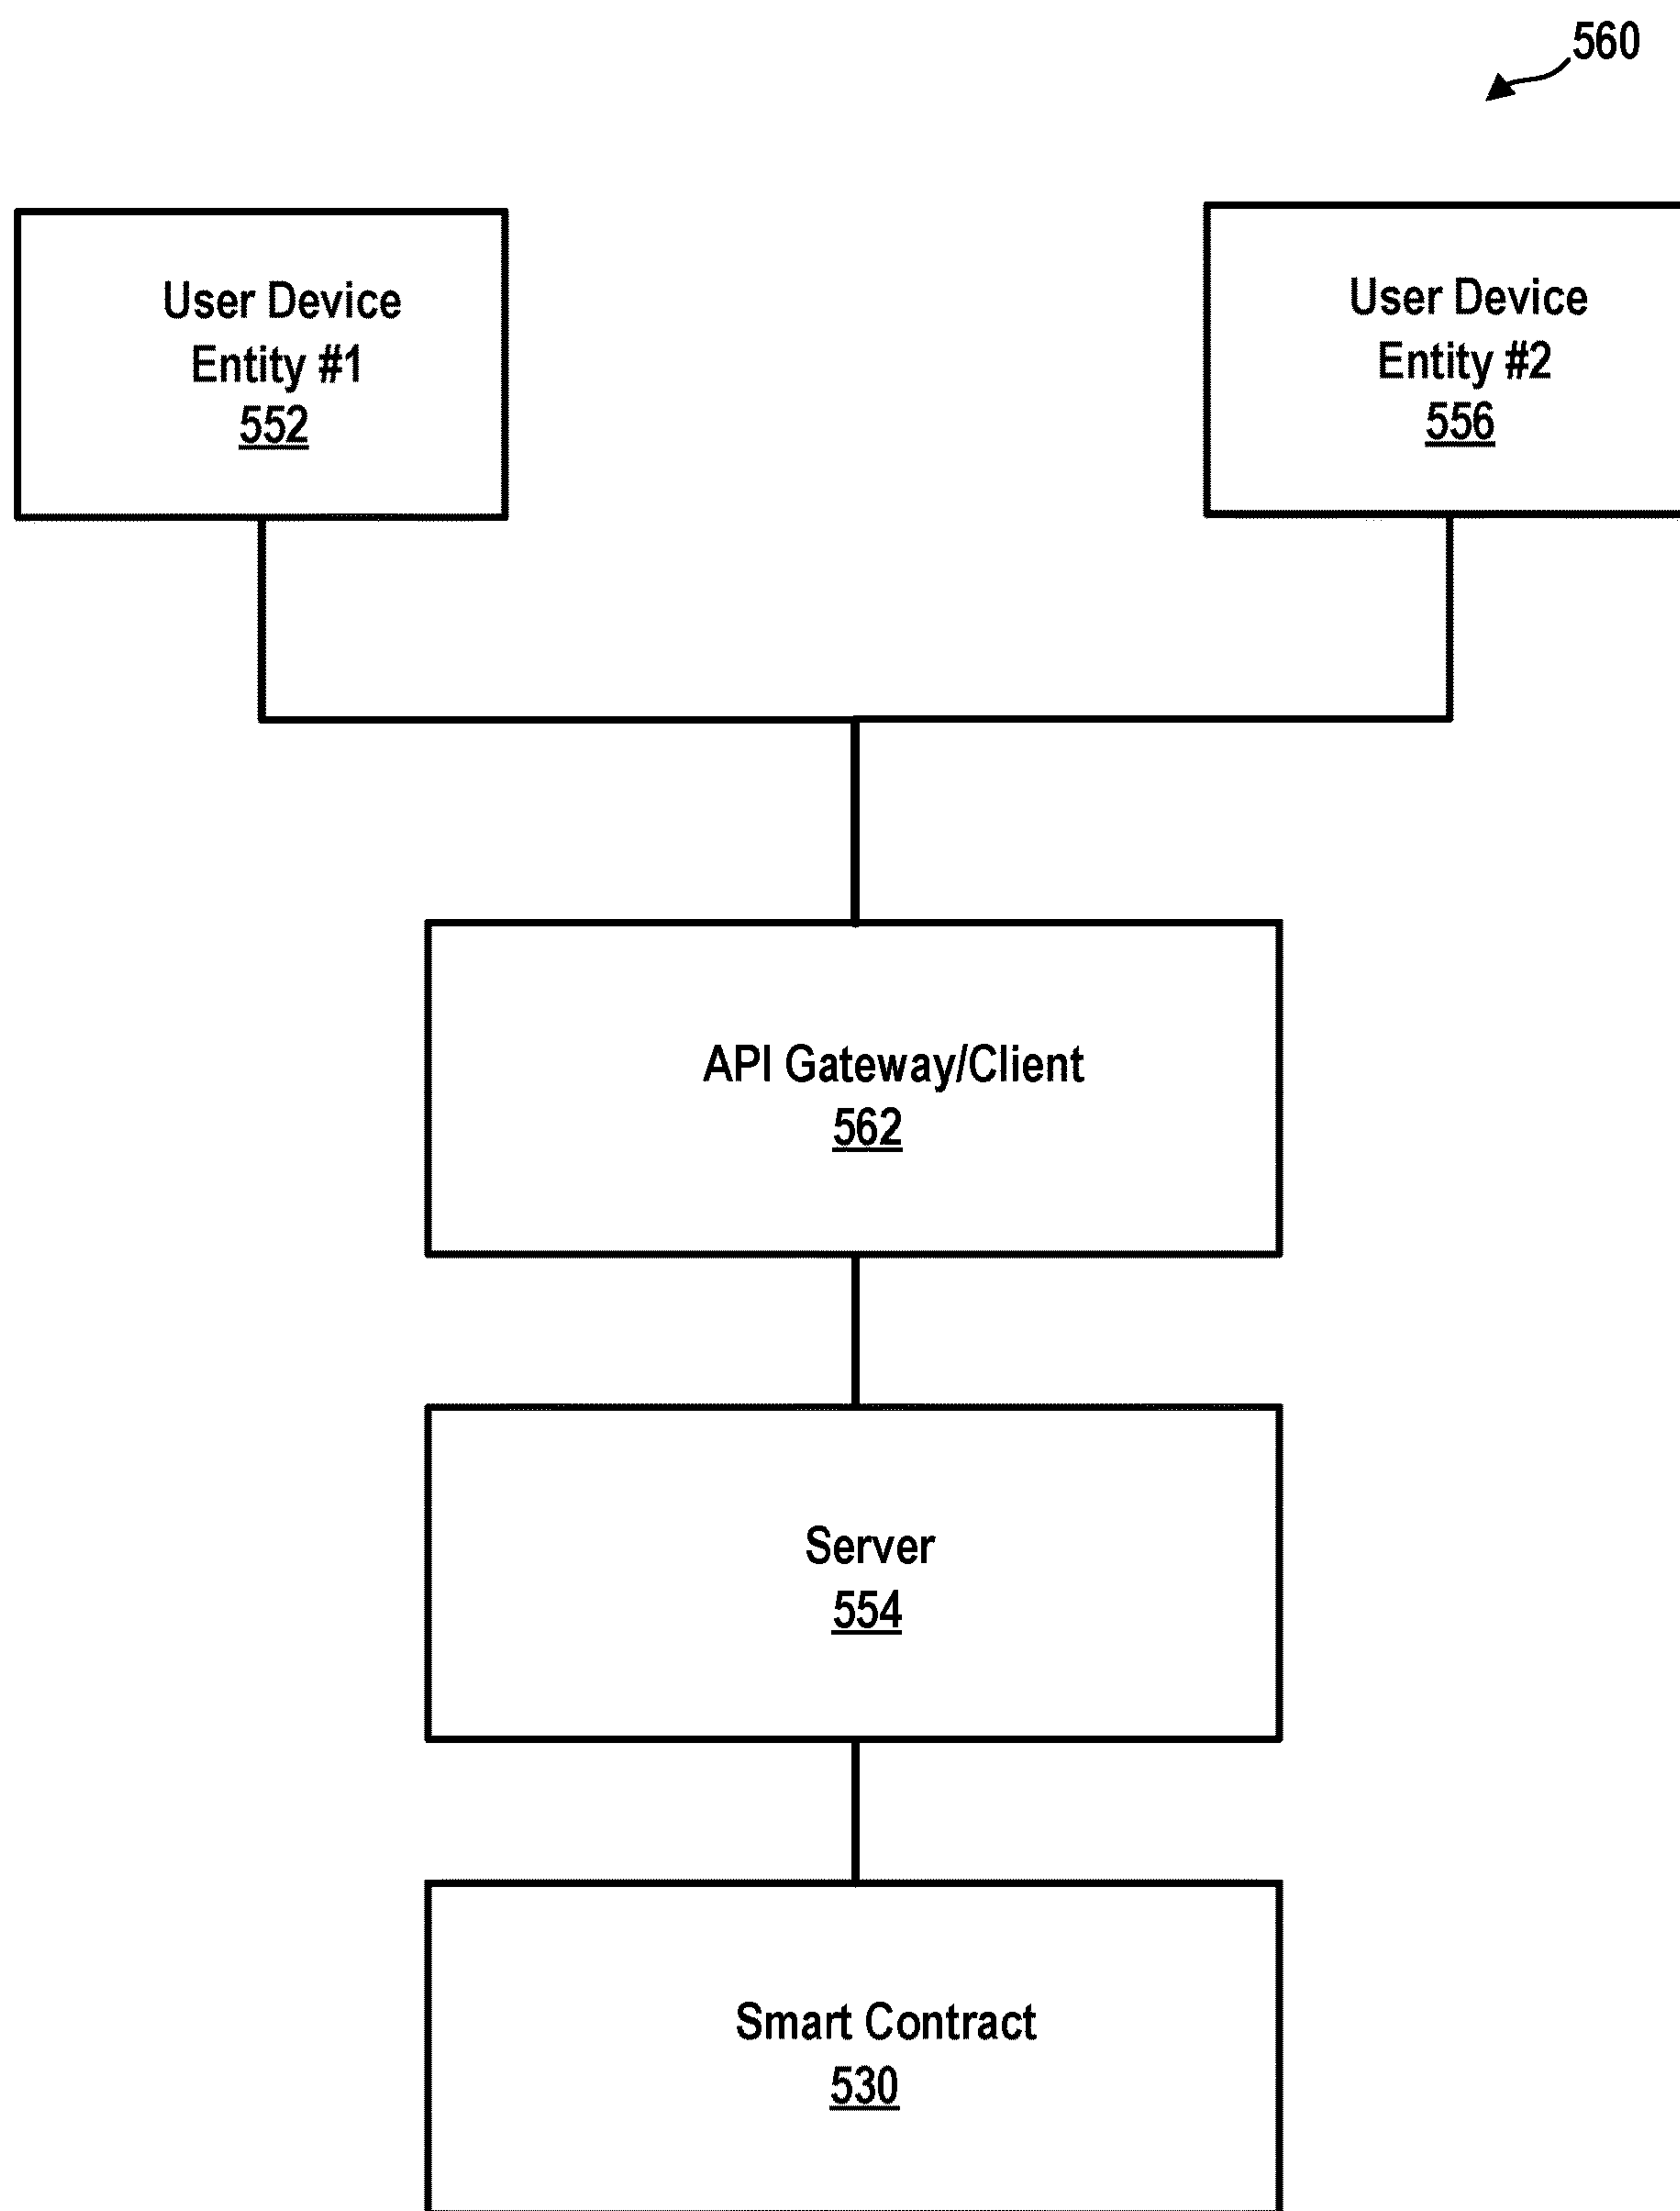 560
User Device
Entity #1
552
User Device
Entity #2
556
API Gateway/Client
562
Server
554
Smart Contract
530